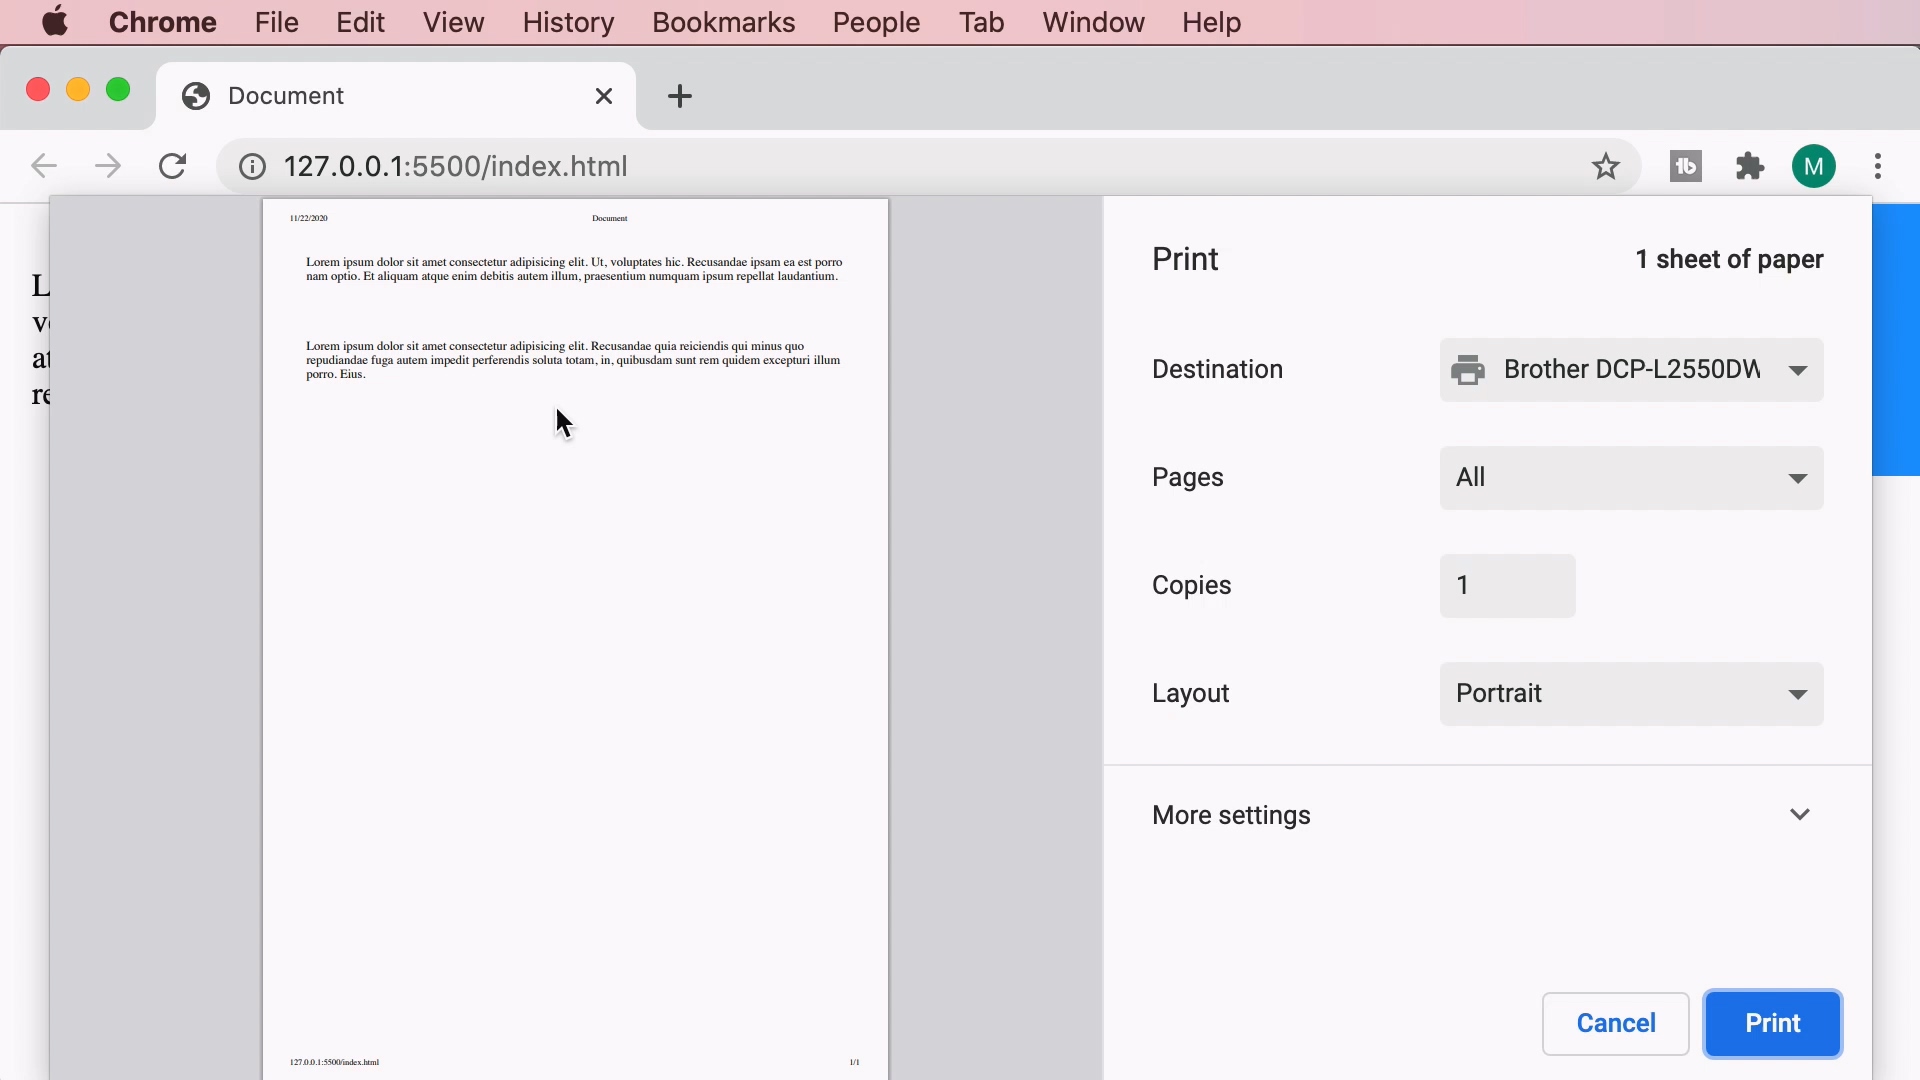 Chrome File Edit View History Bookmarks People Tab Window Help
Document
127.0.0.1:5500/index.html
M
11/22/2020 Document
Lorem ipsum dolor sit amet consectetur adipisicing elit. Ut, voluptates hic. Recusandae ipsam ea est porro
nam optio. Et aliquam atque enim debitis autem illum, praesentium numquam ipsum repellat laudantium.
Lorem ipsum dolor sit amet consectetur adipisicing elit. Recusandae quia reiciendis qui minus quo
repudiandae fuga autem impedit perferendis soluta totam, in, quibusdam sunt rem quidem excepturi illum
porro. Eius.
127.0.0.1:5500/index.html 1/1
Print 1 sheet of paper
Destination Brother DCP-L2550DW
Pages All
Copies 1
Layout Portrait
More settings
Cancel Print